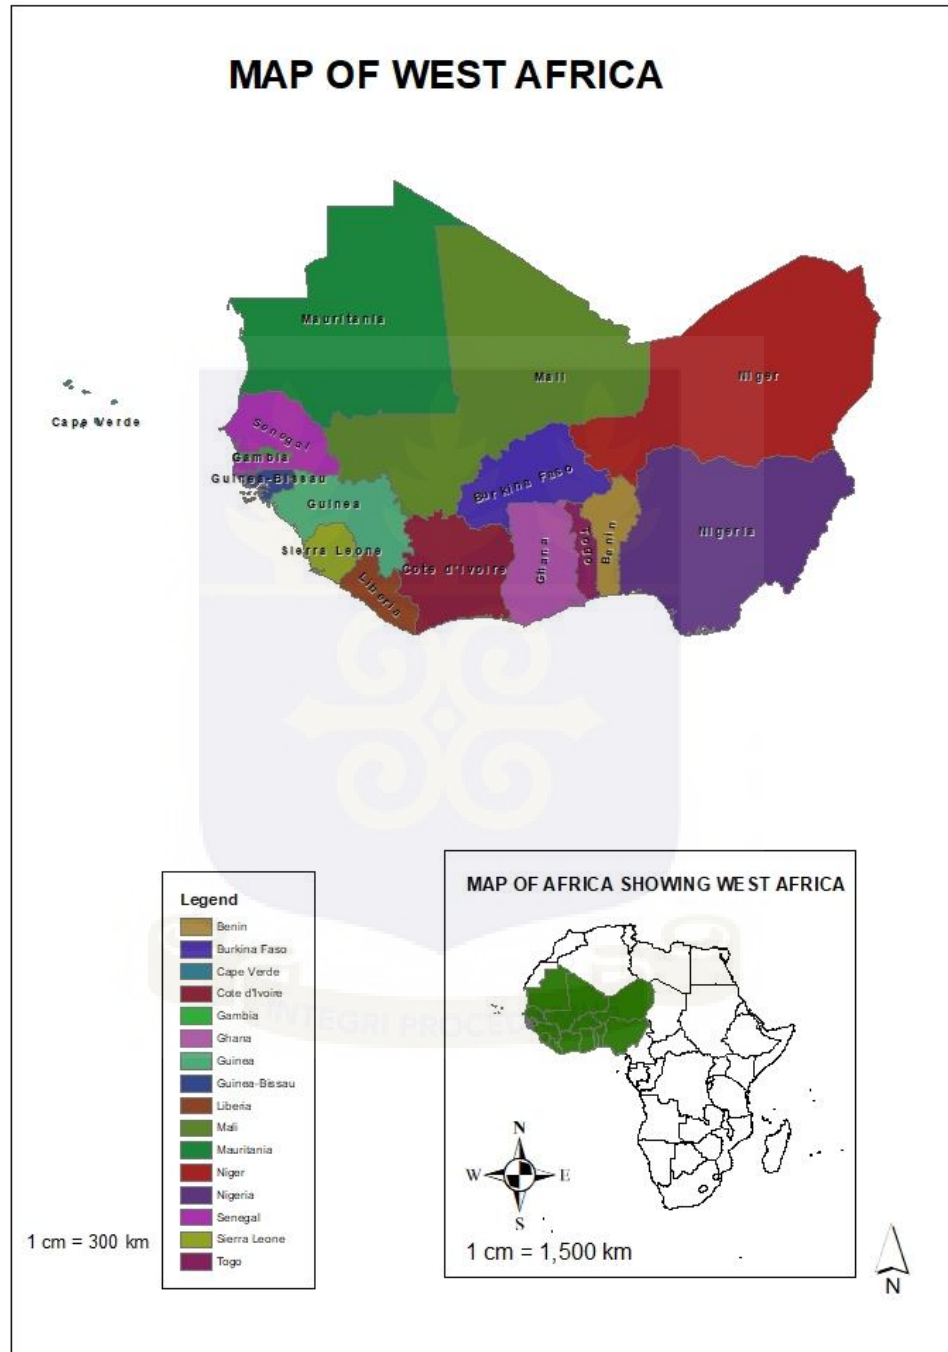 MAP OF WEST AFRICA
Mauritania
Mali
Niger
Cape Verde
Senegal
Gambia
Guinea-Bissau
Burkina Faso
Guinea
Nigeria
Sierra Leone
Cote d'Ivoire
Ghana
Togo
Benin
Liberia
Legend
Benin
Burkina Faso
Cape Verde
Cote d'Ivoire
Gambia
Ghana
Guinea
Guinea-Bissau
Liberia
Mali
Mauritania
Niger
Nigeria
Senegal
Sierra Leone
Togo
1 cm = 300 km
MAP OF AFRICA SHOWING WEST AFRICA
INTEGRI PROCED
N
W E
S
1 cm = 1,500 km
N